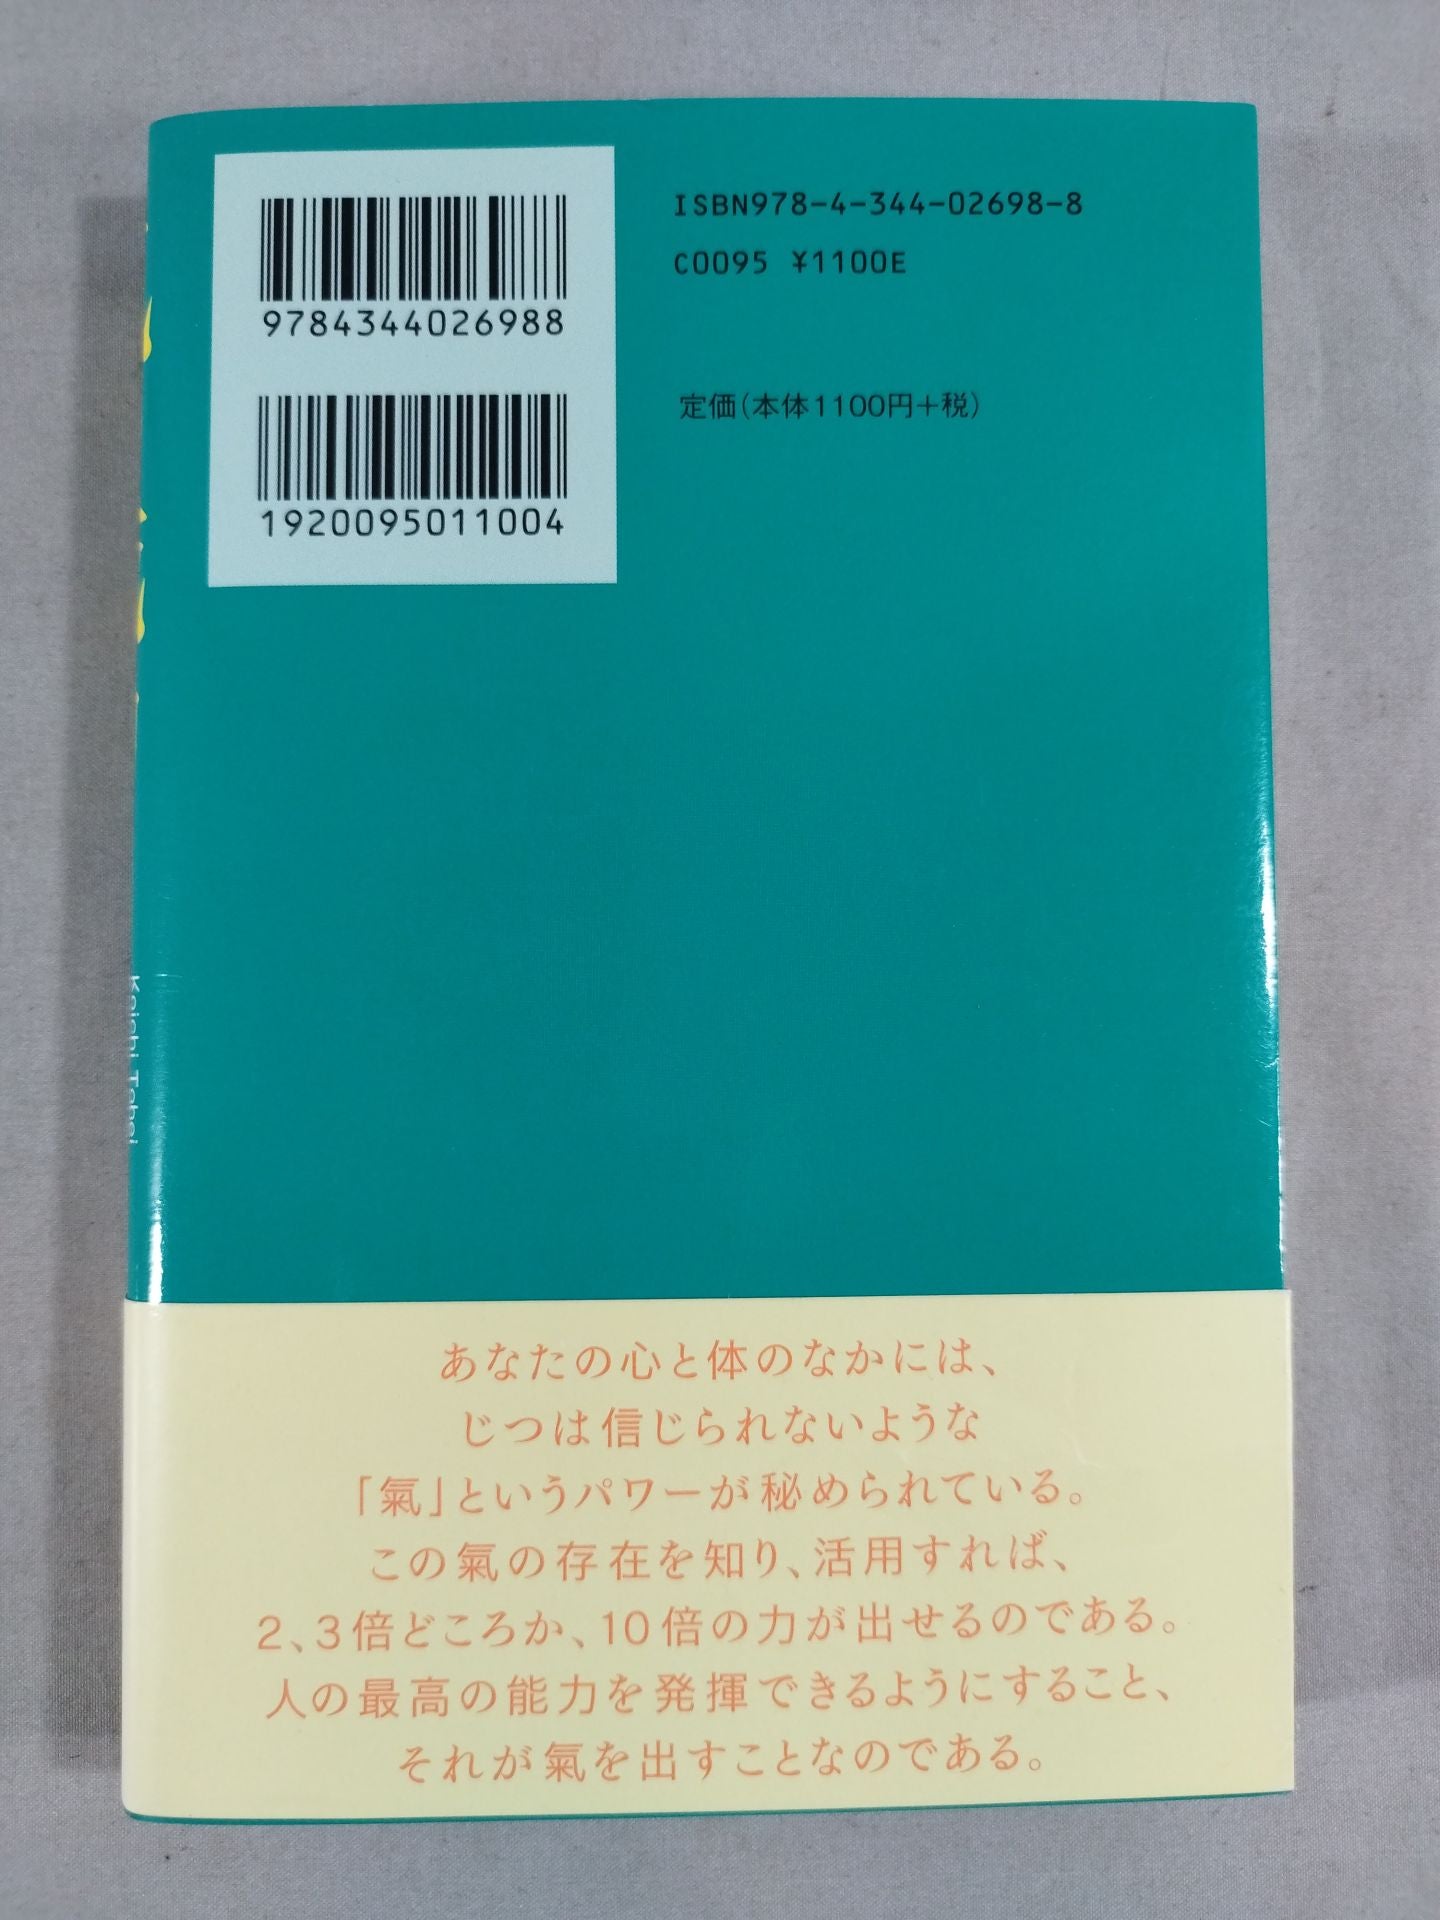 9784344026988
1920095011004
ISBN978-4-344-02698-8
C0095 ¥1100E
定価(本体1100円+税)
Keishi Tohei
あなたの心と体のなかには、
じつは信じられないような
「氣」というパワーが秘められている。
この氣の存在を知り、活用すれば、
2、3倍どころか、10倍の力が出せるのである。
人の最高の能力を発揮できるようにすること、
それが氣を出すことなのである。